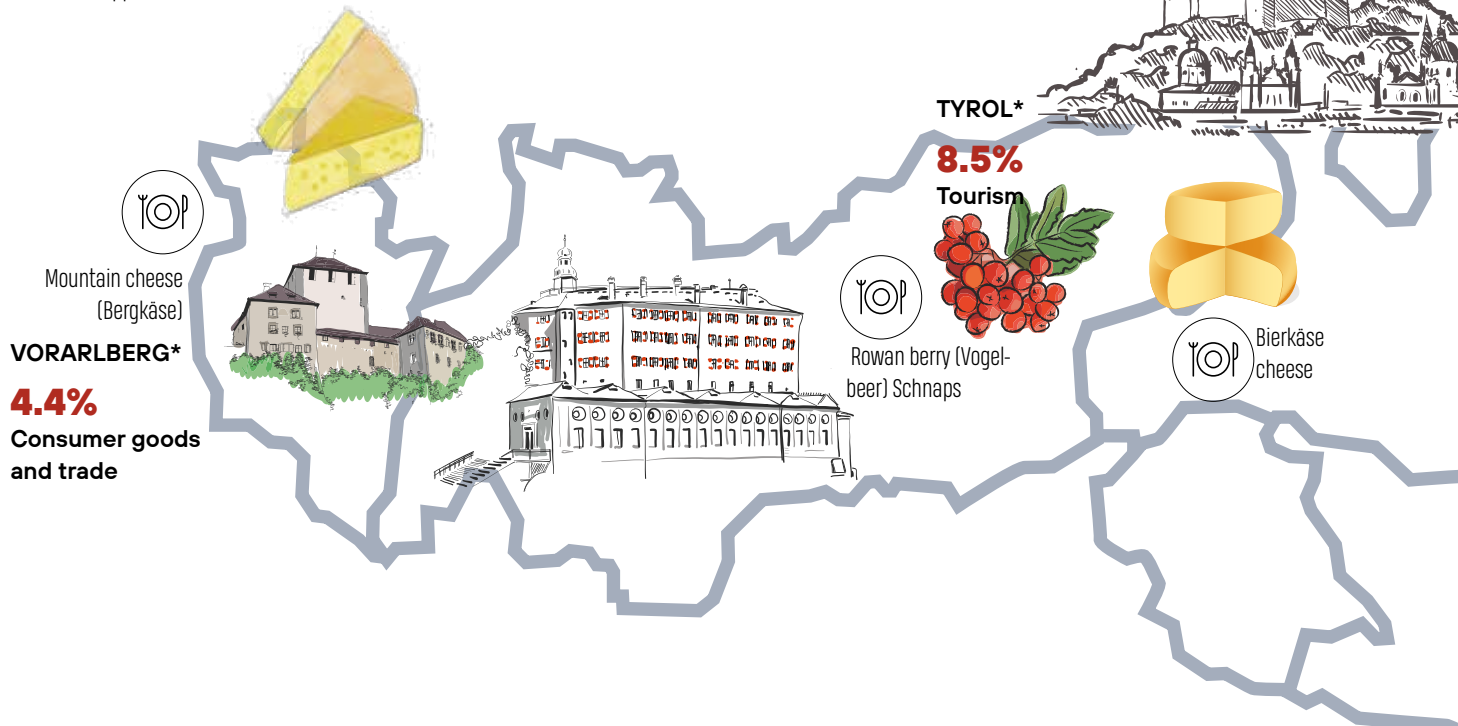 TYROL*
8.5%
Tourism
Mountain cheese
(Bergkäse)
VORARLBERG*
4.4%
Consumer goods
and trade
Rowan berry (Vogel-
beer) Schnaps
Bierkäse
cheese